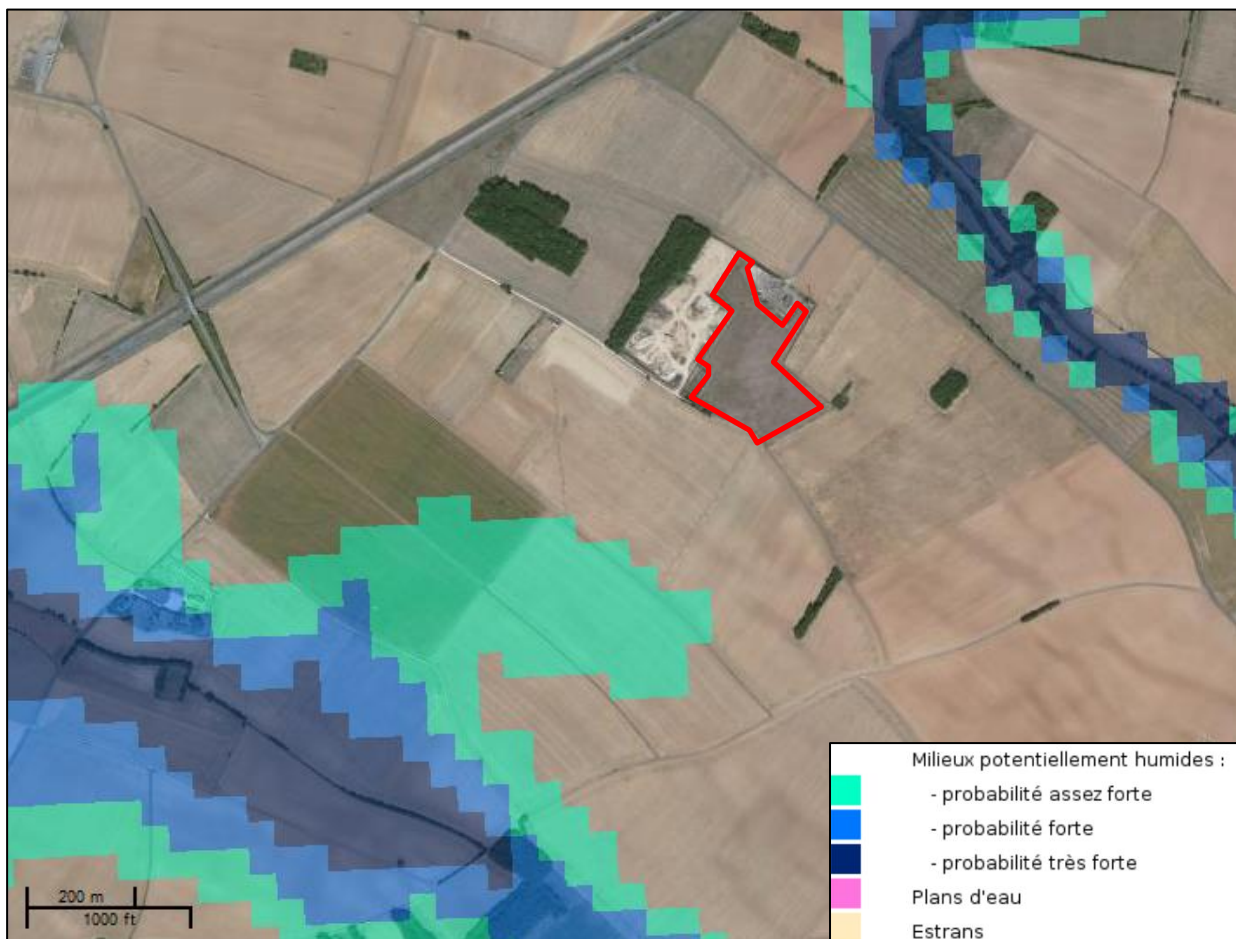 Milieux potentiellement humides :
- probabilité assez forte
- probabilité forte
- probabilité très forte
Plans d'eau
Estrans
200 m
1000 ft